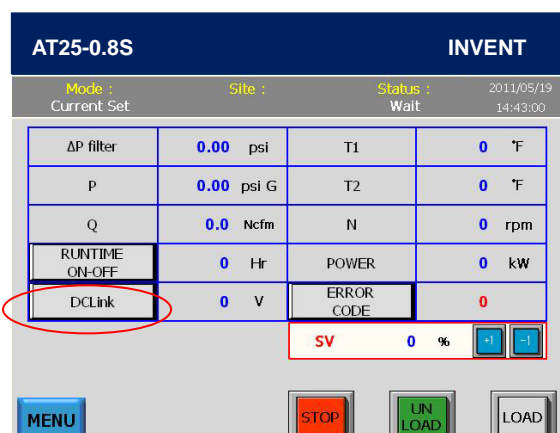 AT25-0.8S INVENT
Mode : Site : Status : 2011/05/19
Current Set Wait 14:43:00
ΔP filter 0.00 psi T1 0 °F
P 0.00 psi G T2 0 °F
Q 0.0 Ncfm N 0 rpm
RUNTIME
ON-OFF 0 Hr POWER 0 kW
DCLink 0 V ERROR
CODE 0
SV 0 % +1 -1
MENU STOP UN
LOAD LOAD